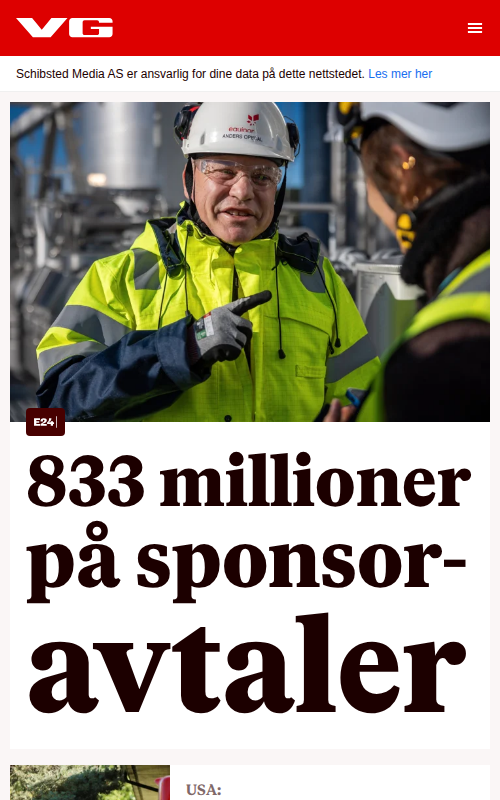 VG
Schibsted Media AS er ansvarlig for dine data på dette nettstedet. Les mer her
equinor
ANDERS OPEDAL
E24
833 millioner
på sponsor-
avtaler
USA: